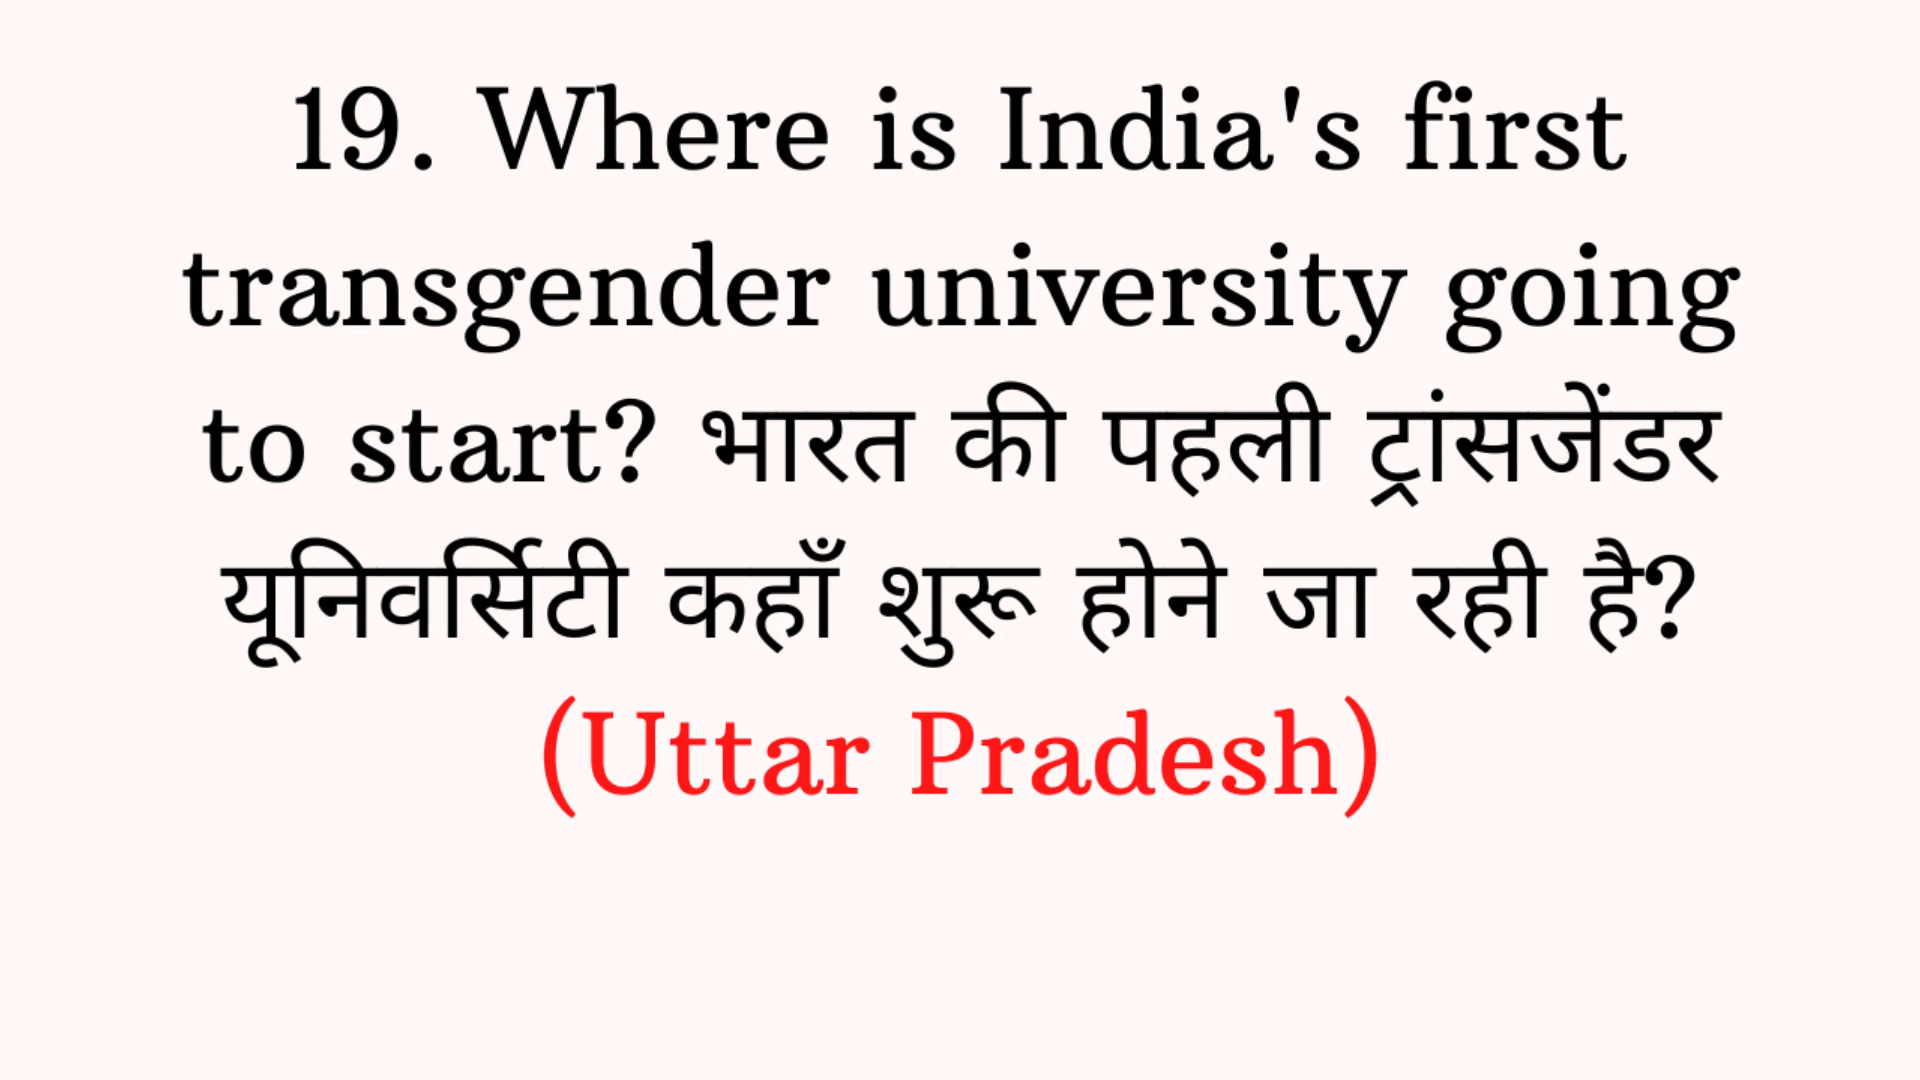 19. Where is India's first
transgender university going
to start? भारत की पहली ट्रांसजेंडर
यूनिवर्सिटी कहाँ शुरू होने जा रही है?
(Uttar Pradesh)